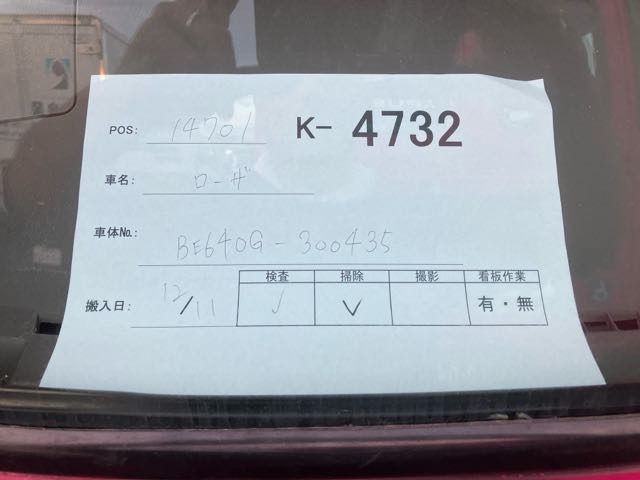 POS: 14701 K- 4732
車名: ローザ
車体No.: BE640G-300435
検査 掃除 撮影 看板作業
搬入日: 12/11 ✓ ✓ 有・無